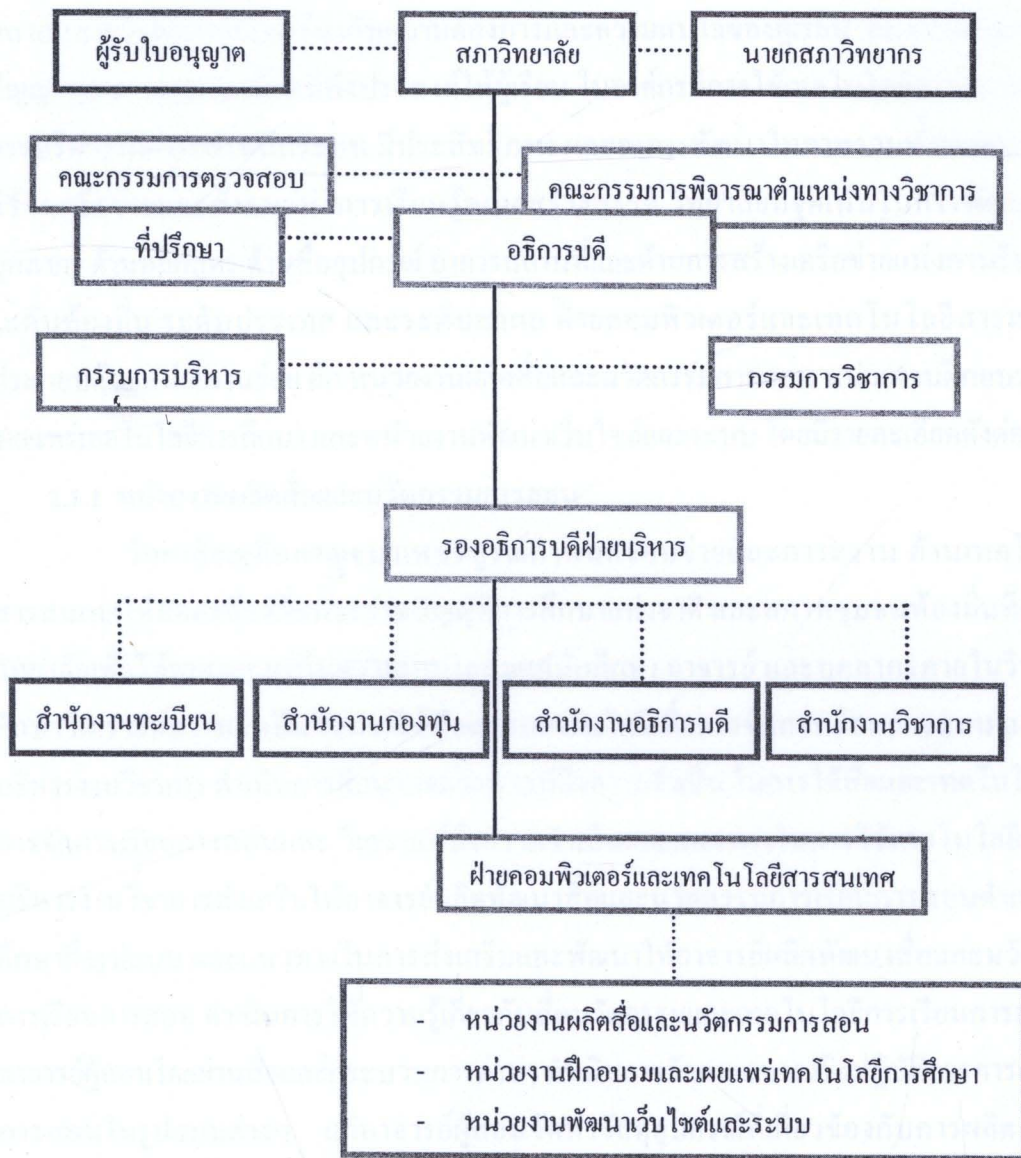 ผู้รับใบอนุญาต
สภาวิทยาลัย
นายกสภาวิทยากร
คณะกรรมการตรวจสอบ
คณะกรรมการพิจารณาตำแหน่งทางวิชาการ
ที่ปรึกษา
อธิการบดี
กรรมการบริหาร
กรรมการวิชาการ
รองอธิการบดีฝ่ายบริหาร
สำนักงานทะเบียน
สำนักงานกองทุน
สำนักงานอธิการบดี
สำนักงานวิชาการ
ฝ่ายคอมพิวเตอร์และเทคโนโลยีสารสนเทศ
- หน่วยงานผลิตสื่อและนวัตกรรมการสอน
หน่วยงานฝึกอบรมและเผยแพร่เทคโนโลยีการศึกษา
หน่วยงานพัฒนาเว็บไซต์และระบบ